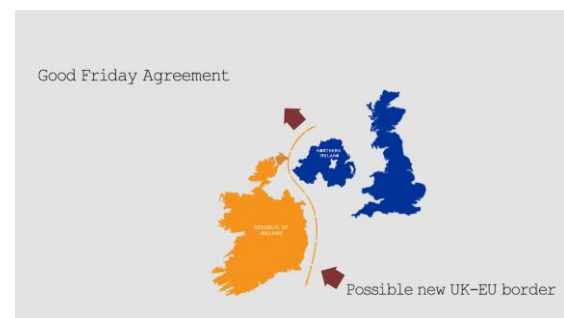 Good Friday Agreement
NORTHERN
IRELAND
REPUBLIC OF
IRELAND
Possible new UK-EU border